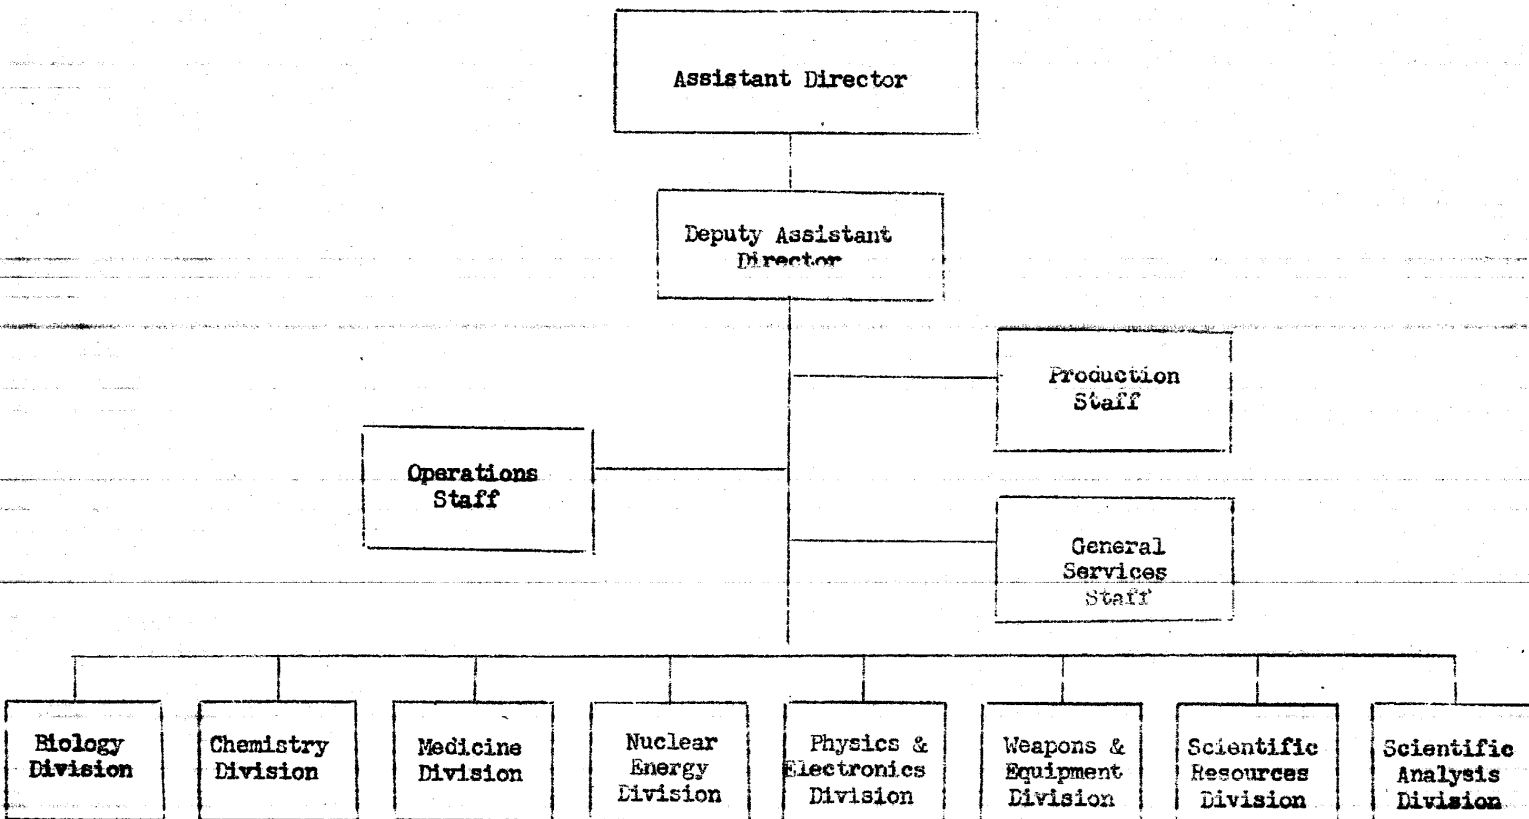 Assistant Director
Deputy Assistant
Director
Production
Staff
Operations
Staff
General
Services
Staff
Biology
Division
Chemistry
Division
Medicine
Division
Nuclear
Energy
Division
Physics &
Electronics
Division
Weapons &
Equipment
Division
Scientific
Resources
Division
Scientific
Analysis
Division